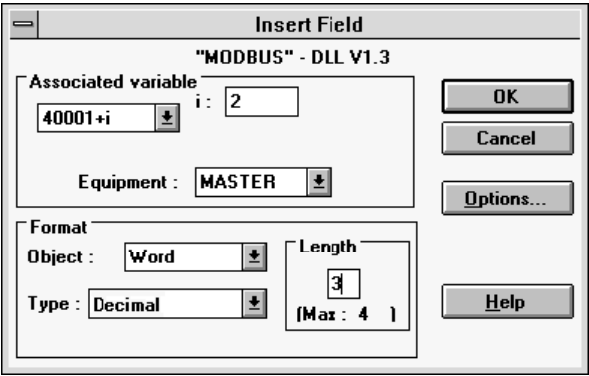 Insert Field
"MODBUS" - DLL V1.3
Associated variable
40001+i
i : 2
Equipment : MASTER
OK
Cancel
Options...
Format
Object : Word
Type : Decimal
Length
3
(Max : 4 )
Help